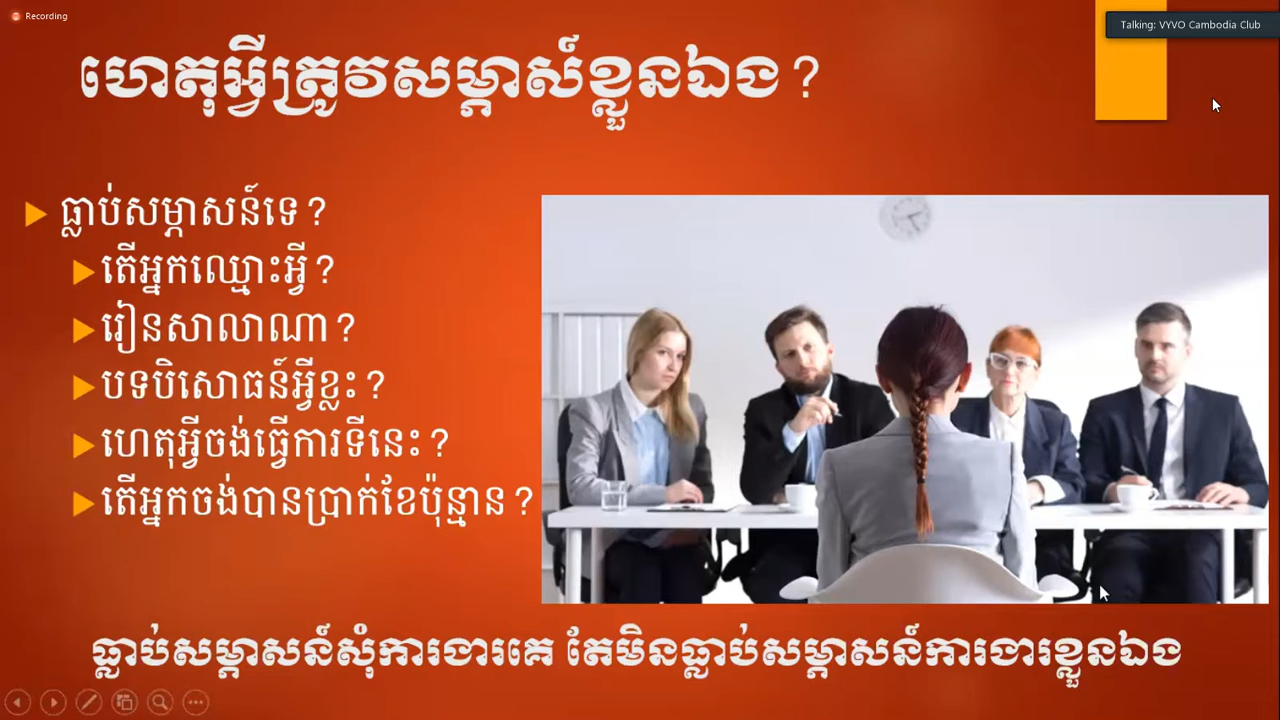 Recording
Talking: VYVO Cambodia Club
ហេតុអ្វីត្រូវសម្ភាស៍ខ្លួនឯង?
ធ្លាប់សម្ភាសន៍ទេ?
តើអ្នកឈ្មោះអ្វី?
រៀនសាលាណា?
បទបិសោធន៍អ្វីខ្លះ?
ហេតុអ្វីចង់ធ្វើការទីនេះ?
តើអ្នកចង់បានប្រាក់ខែប៉ុន្មាន?
ធ្លាប់សម្ភាសន៍សុំការងារគេ តែមិនធ្លាប់សម្ភាសន៍ការងារខ្លួនឯង